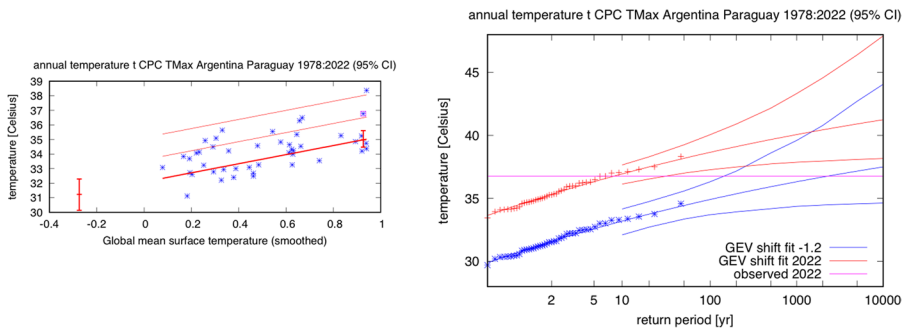 annual temperature t CPC TMax Argentina Paraguay 1978:2022 (95% CI)
39
38
37
36
35
34
33
32
31
30
temperature [Celsius]
-0.4 -0.2 0 0.2 0.4 0.6 0.8 1
Global mean surface temperature (smoothed)
annual temperature t CPC TMax Argentina Paraguay 1978:2022 (95% CI)
45
40
35
30
temperature [Celsius]
GEV shift fit -1.2
GEV shift fit 2022
observed 2022
2 5 10 100 1000 10000
return period [yr]